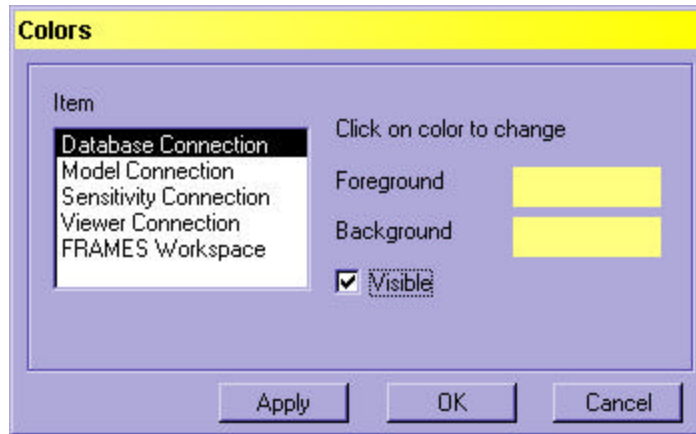 Colors
Item
Database Connection
Model Connection
Sensitivity Connection
Viewer Connection
FRAMES Workspace
Click on color to change
Foreground
Background
Visible
Apply
OK
Cancel